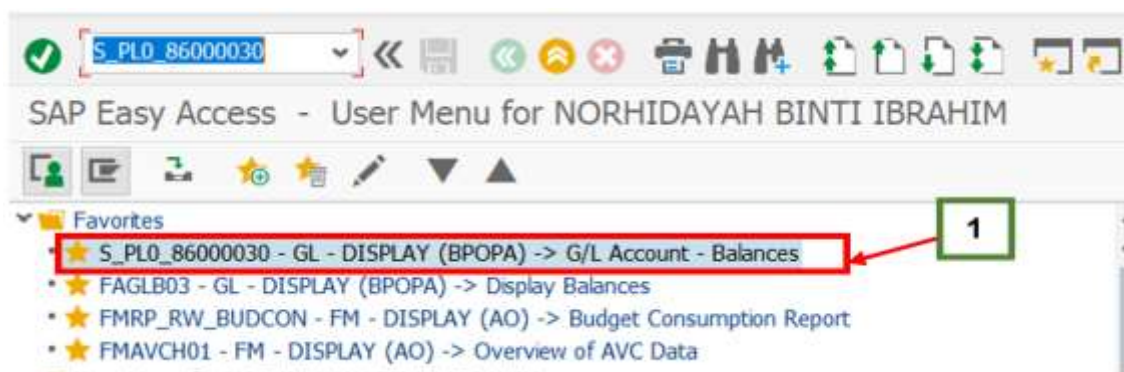 S_PL0_86000030
SAP Easy Access - User Menu for NORHIDAYAH BINTI IBRAHIM
Favorites
1
S_PL0_86000030 - GL - DISPLAY (BPOPA) -> G/L Account - Balances
FAGLB03 - GL - DISPLAY (BPOPA) -> Display Balances
FMRP_RW_BUDCON - FM - DISPLAY (AO) -> Budget Consumption Report
FMAVCH01 - FM - DISPLAY (AO) -> Overview of AVC Data